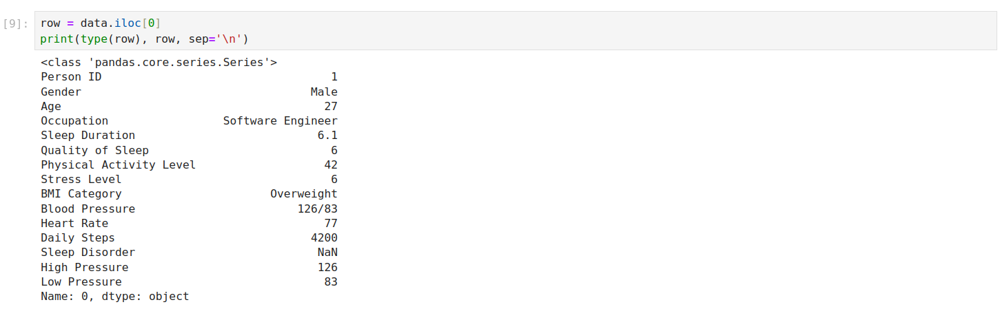 [9]: row = data.iloc[0]
print(type(row), row, sep='\n')
<class 'pandas.core.series.Series'>
Person ID                                  1
Gender                                  Male
Age                                       27
Occupation                 Software Engineer
Sleep Duration                           6.1
Quality of Sleep                           6
Physical Activity Level                   42
Stress Level                               6
BMI Category                      Overweight
Blood Pressure                        126/83
Heart Rate                                77
Daily Steps                             4200
Sleep Disorder                           NaN
High Pressure                            126
Low Pressure                              83
Name: 0, dtype: object